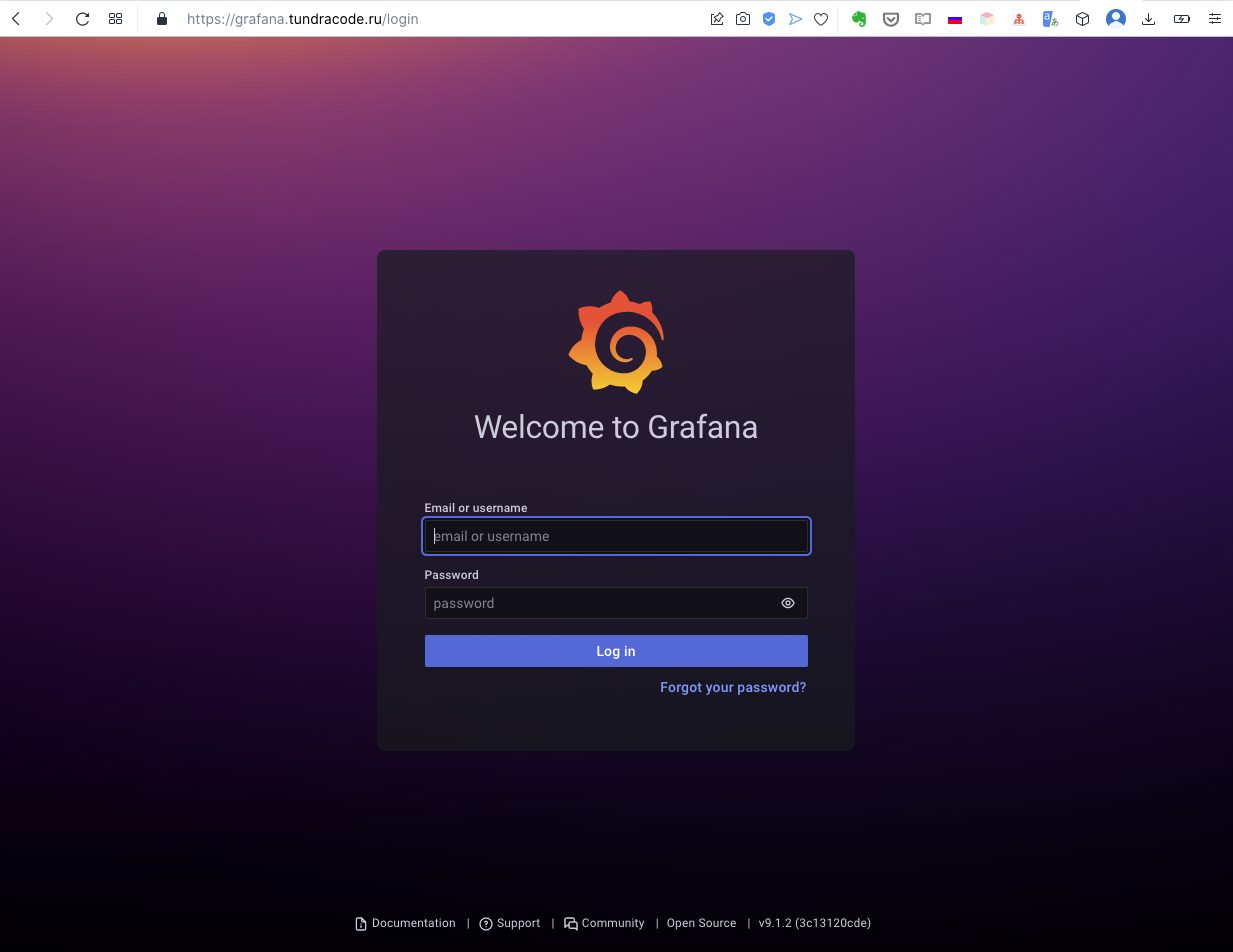 https://grafana.tundracode.ru/login
Welcome to Grafana
Email or username
email or username
Password
password
Log in
Forgot your password?
Documentation | Support | Community | Open Source | v9.1.2 (3c13120cde)